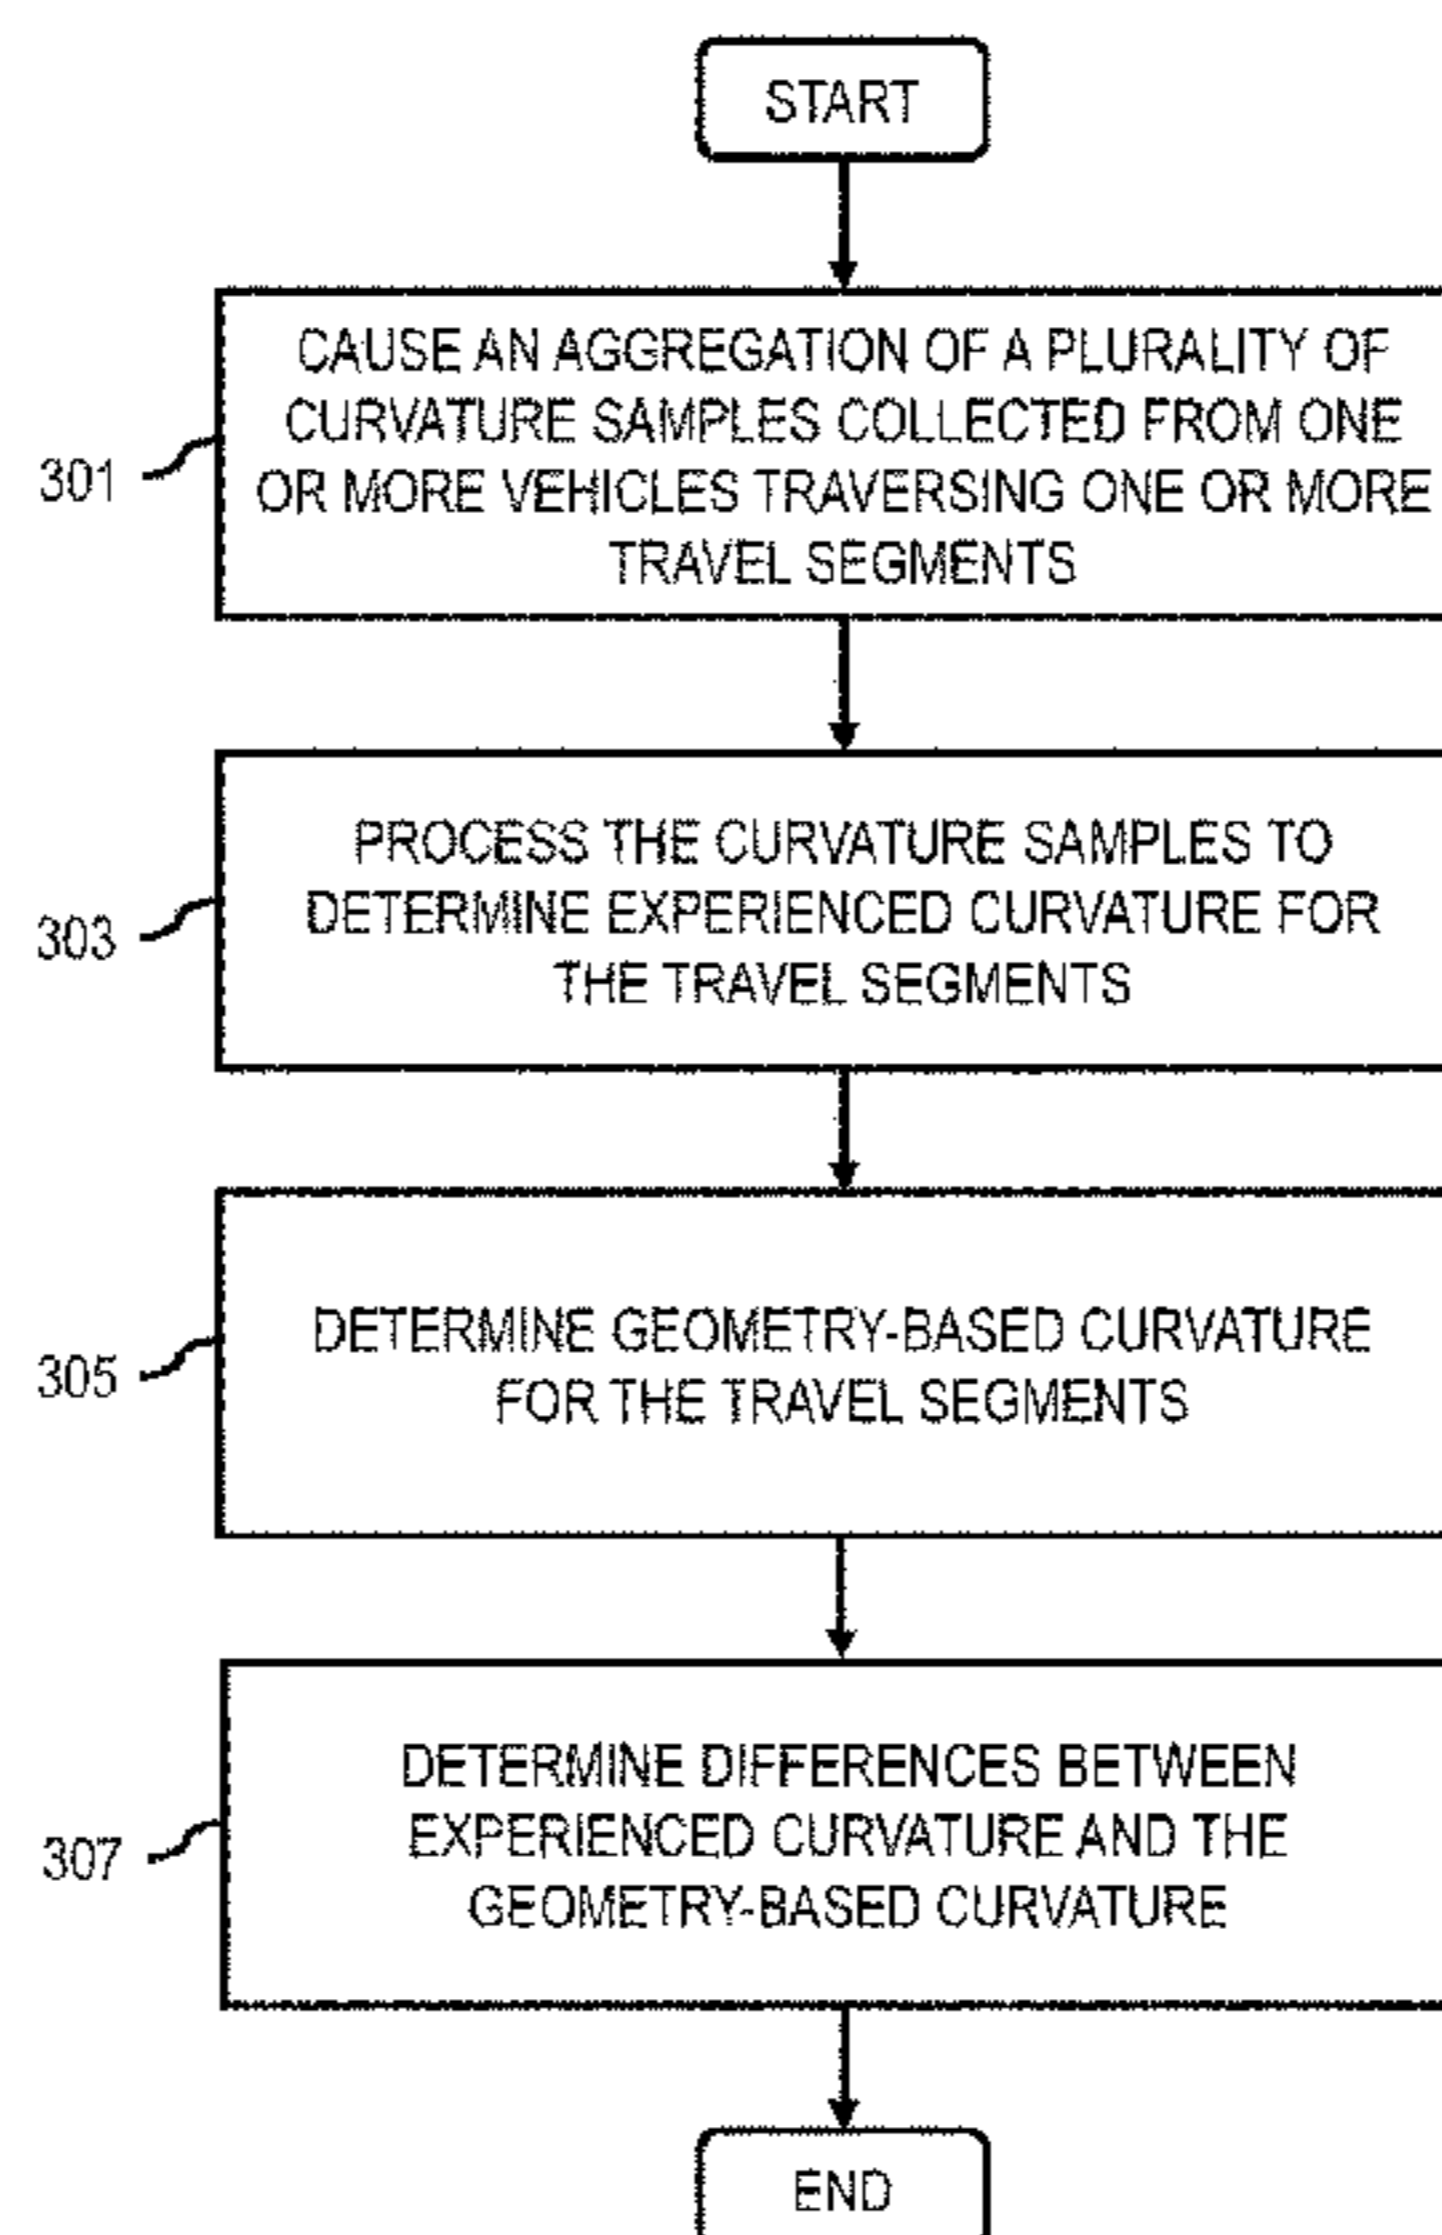 START
CAUSE AN AGGREGATION OF A PLURALITY OF
CURVATURE SAMPLES COLLECTED FROM ONE
OR MORE VEHICLES TRAVERSING ONE OR MORE
TRAVEL SEGMENTS
301
PROCESS THE CURVATURE SAMPLES TO
DETERMINE EXPERIENCED CURVATURE FOR
THE TRAVEL SEGMENTS
303
DETERMINE GEOMETRY-BASED CURVATURE
FOR THE TRAVEL SEGMENTS
305
DETERMINE DIFFERENCES BETWEEN
EXPERIENCED CURVATURE AND THE
GEOMETRY-BASED CURVATURE
307
END